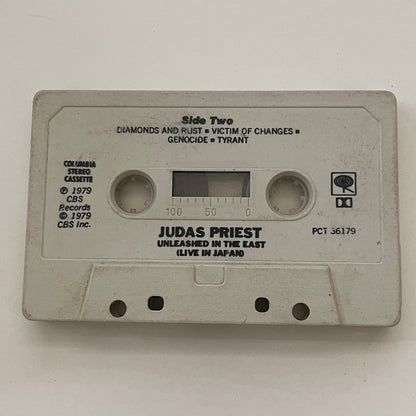 Side Two
DIAMONDS AND RUST ■ VICTIM OF CHANGES ■
GENOCIDE ■ TYRANT
COLUMBIA
STEREO
CASSETTE
℗ 1979
CBS
Records
© 1979
CBS Inc.
100 50 0
JUDAS PRIEST
UNLEASHED IN THE EAST
(LIVE IN JAPAN)
PCT 36179